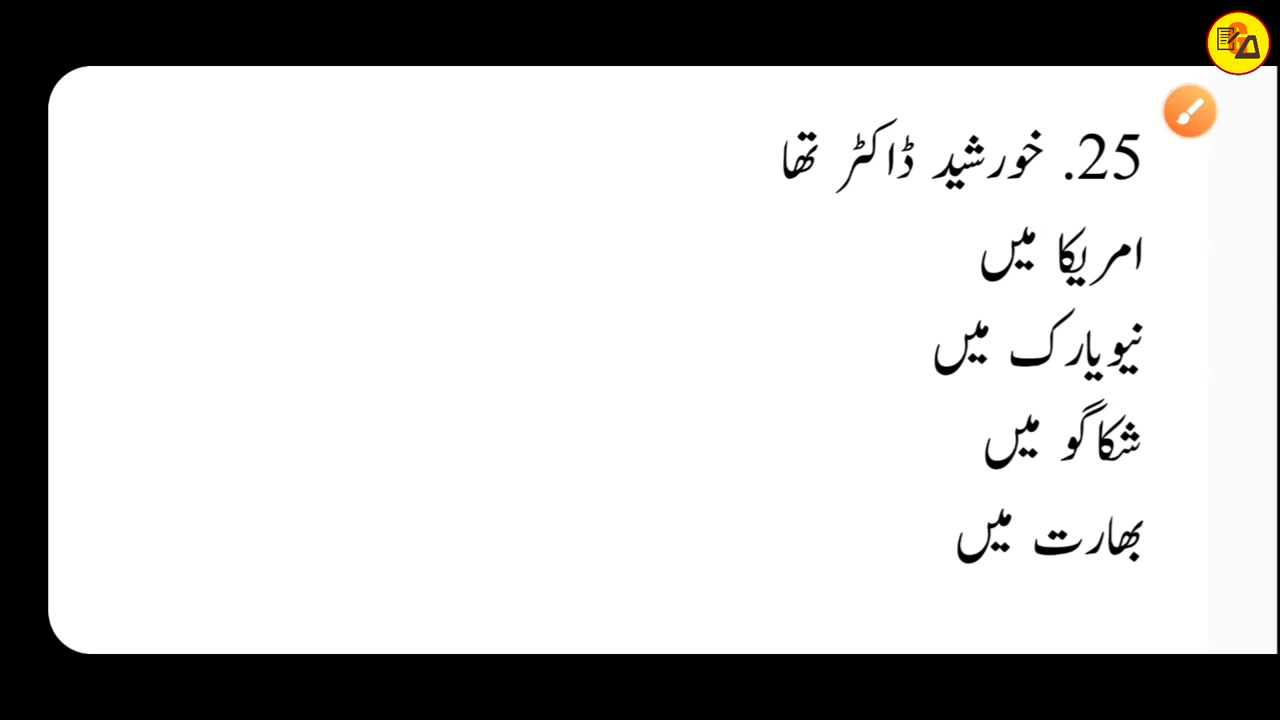 25. خورشید ڈاکٹر تھا
امریکا میں
نیویارک میں
شکاگو میں
بھارت میں